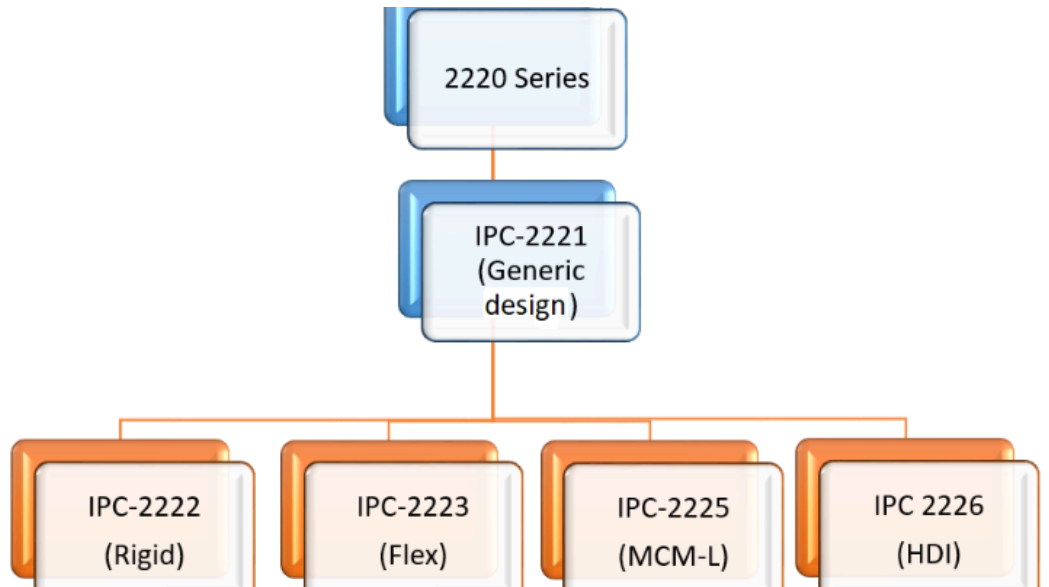 2220 Series
IPC-2221
(Generic
design)
IPC-2222
(Rigid)
IPC-2223
(Flex)
IPC-2225
(MCM-L)
IPC 2226
(HDI)